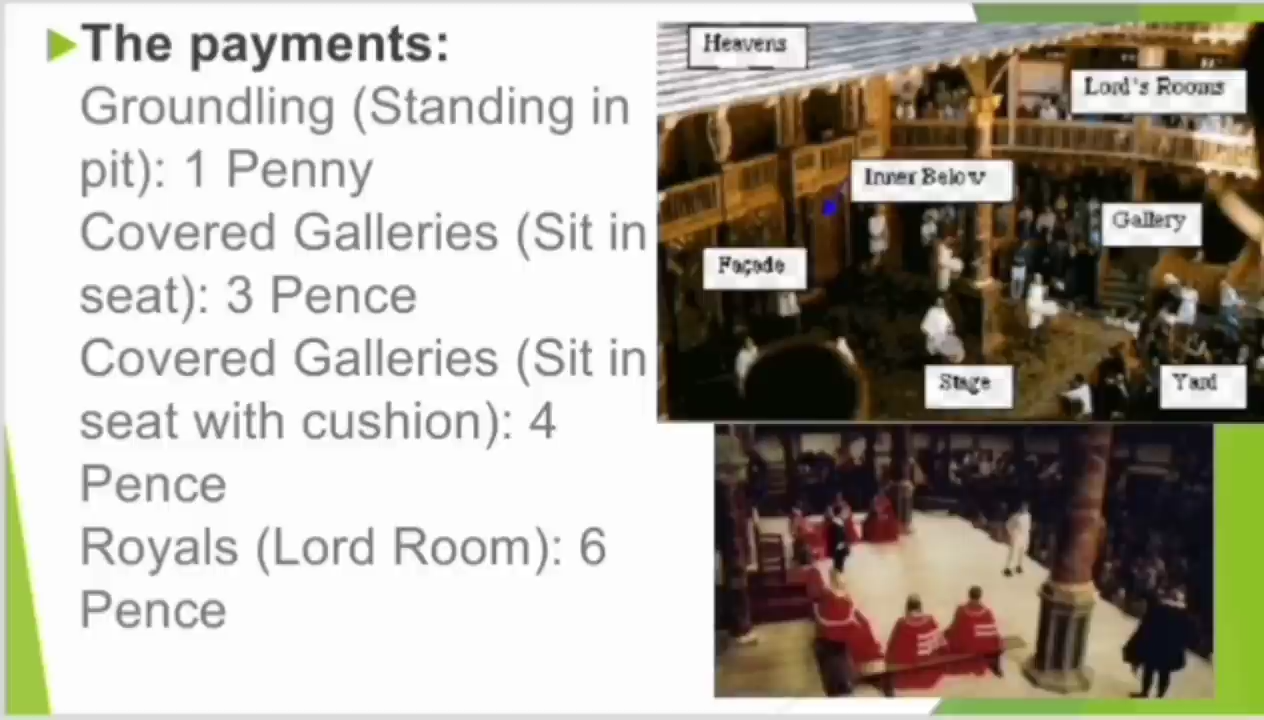 The payments:
Groundling (Standing in
pit): 1 Penny
Covered Galleries (Sit in
seat): 3 Pence
Covered Galleries (Sit in
seat with cushion): 4
Pence
Royals (Lord Room): 6
Pence
Heavens
Lord's Rooms
Inner Below
Gallery
Façade
Stage
Yard